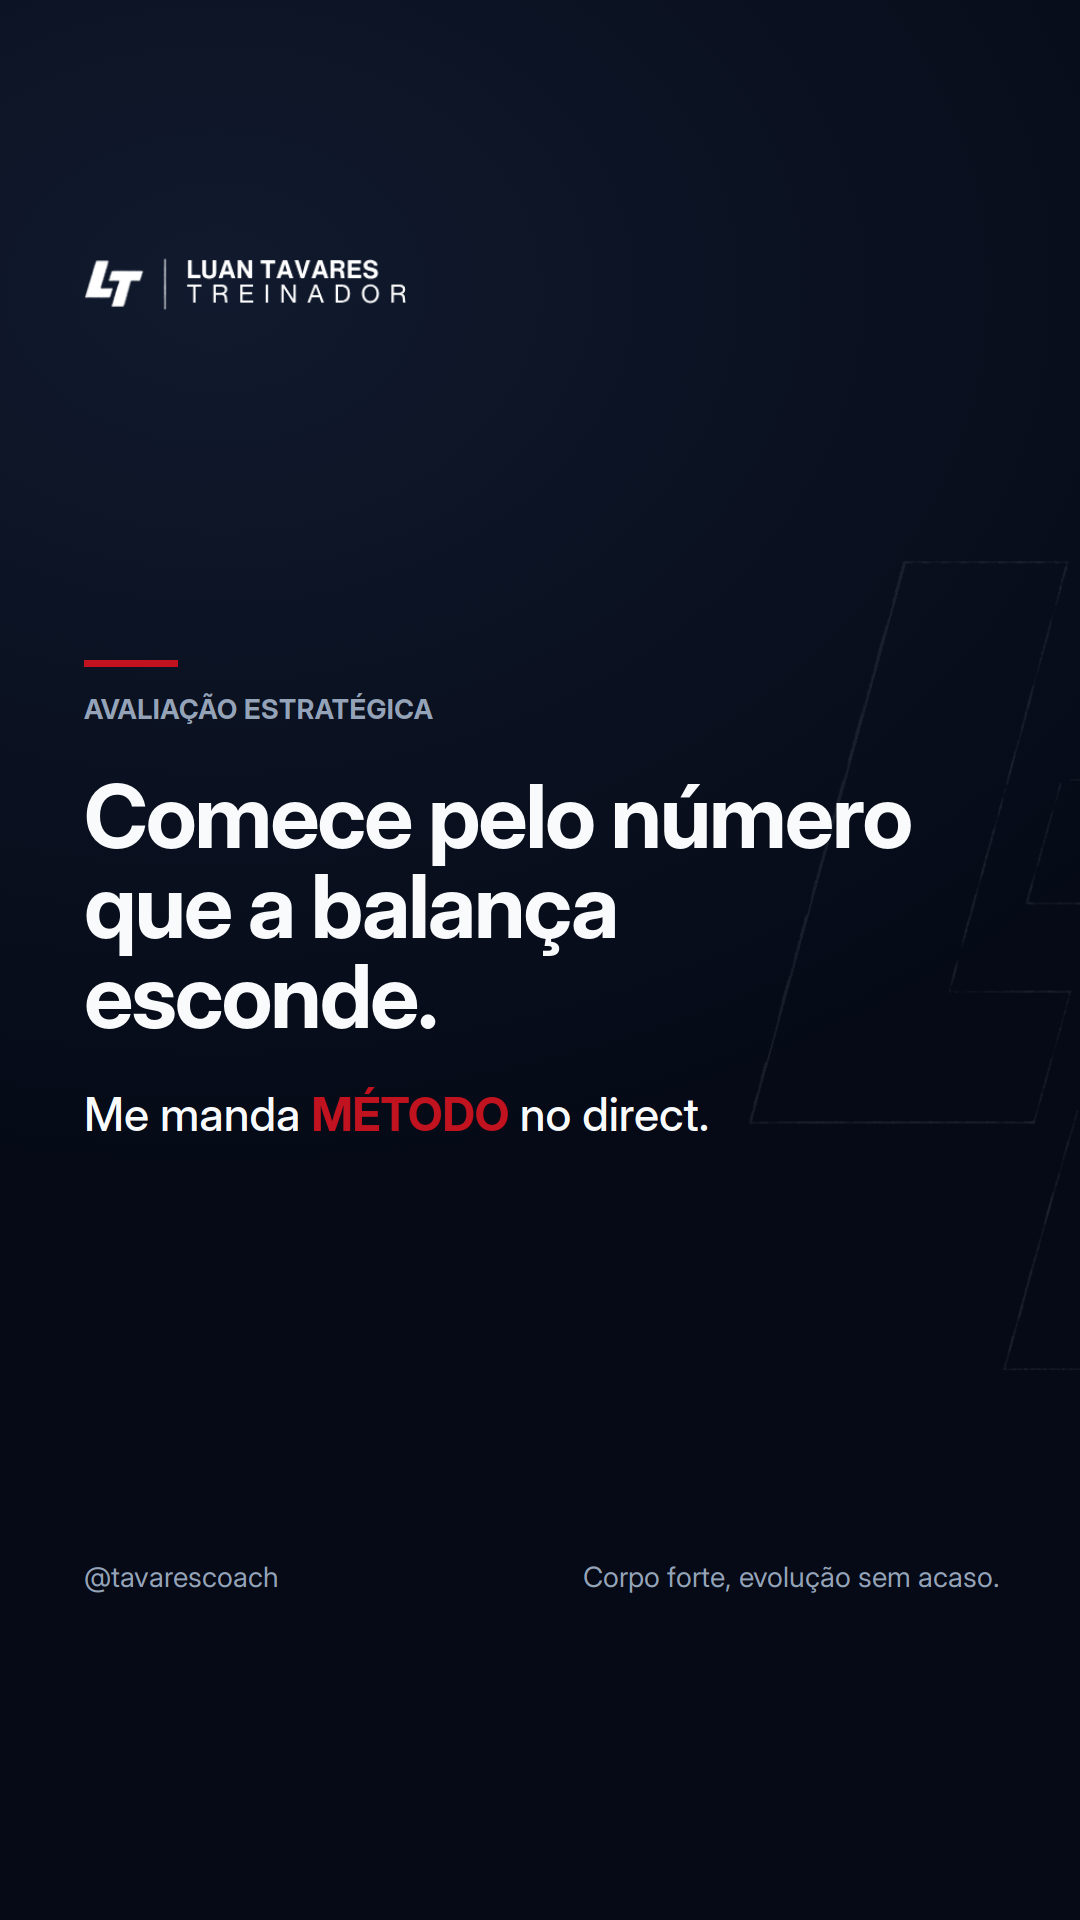 LT
LUAN TAVARES
TREINADOR
AVALIAÇÃO ESTRATÉGICA
Comece pelo número
que a balança
esconde.
Me manda MÉTODO no direct.
@tavarescoach
Corpo forte, evolução sem acaso.